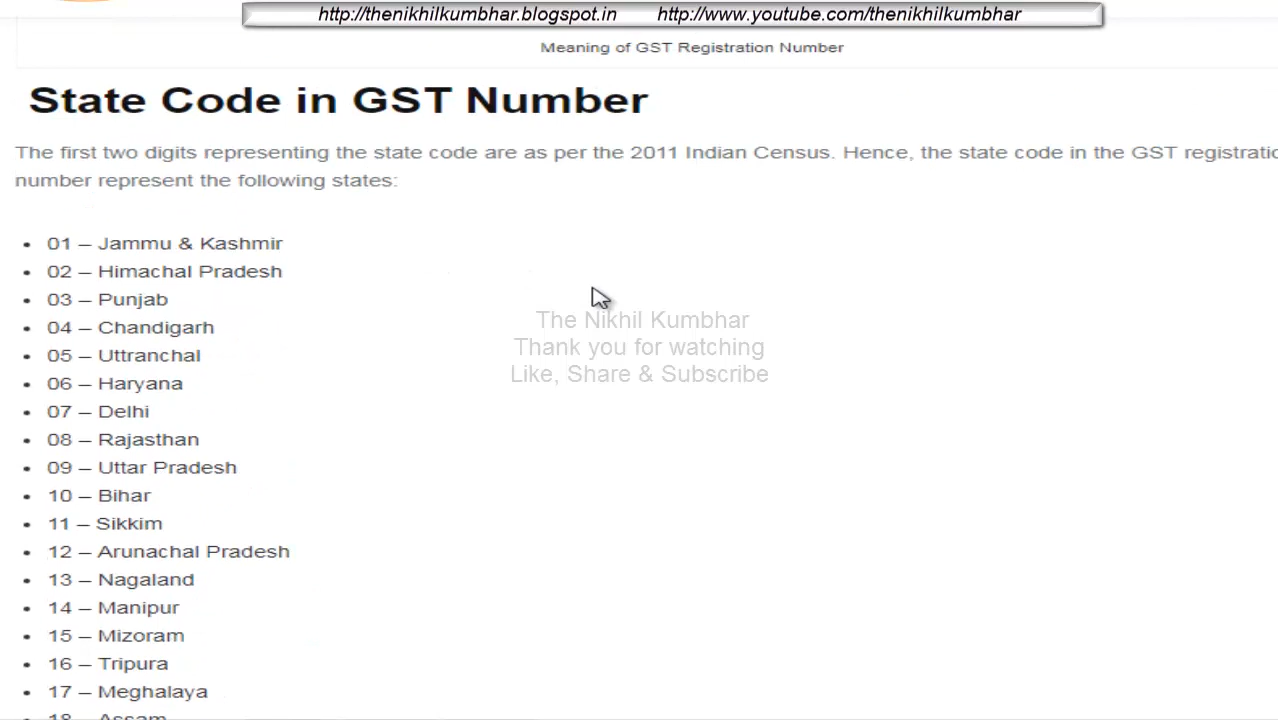 http://thenikhilkumbhar.blogspot.in http://www.youtube.com/thenikhilkumbhar
Meaning of GST Registration Number
State Code in GST Number
The first two digits representing the state code are as per the 2011 Indian Census. Hence, the state code in the GST
number represent the following states:
• 01 – Jammu & Kashmir
• 02 – Himachal Pradesh
• 03 – Punjab
• 04 – Chandigarh
• 05 – Uttranchal
• 06 – Haryana
• 07 – Delhi
• 08 – Rajasthan
• 09 – Uttar Pradesh
• 10 – Bihar
• 11 – Sikkim
• 12 – Arunachal Pradesh
• 13 – Nagaland
• 14 – Manipur
• 15 – Mizoram
• 16 – Tripura
• 17 – Meghalaya
• 18 – Assam
The Nikhil Kumbhar
Thank you for watching
Like, Share & Subscribe